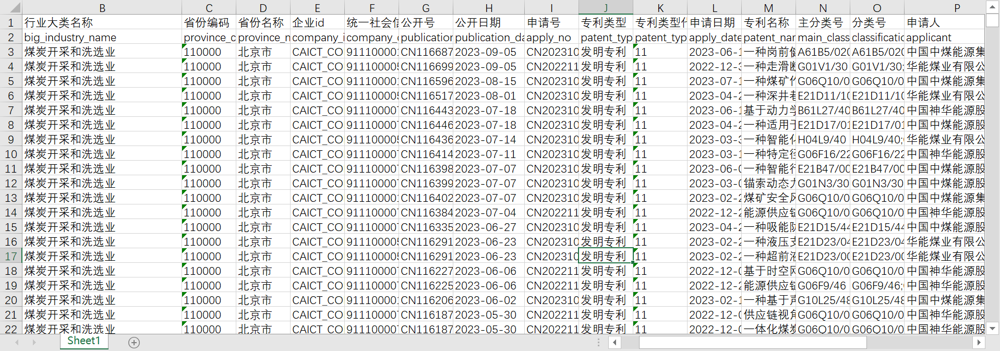 B C D E F G H I J K L M N O P
1 行业大类名称 省份编码 省份名称 企业id 统一社会信 公开号 公开日期 申请号 专利类型 专利类型代 申请日期 专利名称 主分类号 分类号 申请人
2 big_industry_name province_c province_n company_i company_ publication publication_da apply_no patent_typ patent_typ apply_date patent_nar main_class classificatic applicant
3 煤炭开采和洗选业 110000 北京市 CAICT_CO 91110000 CN116687 2023-09-05 CN202310 发明专利 11 2023-06- 一种岗前 A61B5/020 A61B5/020 中国中煤能源集
4 煤炭开采和洗选业 110000 北京市 CAICT_CO 91110000 CN116699 2023-09-05 CN202211 发明专利 11 2022-12- 一种走滑断 G01V1/30 G01V1/30; 华能煤业有限公
5 煤炭开采和洗选业 110000 北京市 CAICT_CO 91110000 CN116596 2023-08-15 CN202310 发明专利 11 2023-07- 一种煤矿作 G06Q10/0 G06Q10/0 中国中煤能源集
6 煤炭开采和洗选业 110000 北京市 CAICT_CO 91110000 CN116517 2023-08-01 CN202310 发明专利 11 2023-04- 一种深井巷 E21D11/10 E21D11/10 华能煤业有限公
7 煤炭开采和洗选业 110000 北京市 CAICT_CO 91110000 CN116443 2023-07-18 CN202310 发明专利 11 2023-06- 基于动力学 B61L27/40 B61L27/40 中国神华能源股
8 煤炭开采和洗选业 110000 北京市 CAICT_CO 91110000 CN116446 2023-07-18 CN202310 发明专利 11 2023-04- 一种适用于 E21D17/01 E21D17/01 中国中煤能源股
9 煤炭开采和洗选业 110000 北京市 CAICT_CO 91110000 CN116436 2023-07-14 CN202310 发明专利 11 2023-03- 一种智能化 H04L9/40 H04L9/40; 华能煤业有限公
10 煤炭开采和洗选业 110000 北京市 CAICT_CO 91110000 CN116414 2023-07-11 CN202310 发明专利 11 2023-03- 一种特定径 G06F16/22 G06F16/22 中国神华能源股
11 煤炭开采和洗选业 110000 北京市 CAICT_CO 91110000 CN116398 2023-07-07 CN202310 发明专利 11 2023-06- 一种智能行 E21B47/00 E21B47/00 中国中煤能源股
12 煤炭开采和洗选业 110000 北京市 CAICT_CO 91110000 CN116399 2023-07-07 CN202310 发明专利 11 2023-03- 锚索动态力 G01N3/30 G01N3/30 中国中煤能源股
13 煤炭开采和洗选业 110000 北京市 CAICT_CO 91110000 CN116402 2023-07-07 CN202310 发明专利 11 2023-02- 煤矿安全风 G06Q10/0 G06Q10/0 中国中煤能源集
14 煤炭开采和洗选业 110000 北京市 CAICT_CO 91110000 CN116384 2023-07-04 CN202211 发明专利 11 2022-12- 能源供应链 G06Q10/0 G06Q10/0 中国神华能源股
15 煤炭开采和洗选业 110000 北京市 CAICT_CO 91110000 CN116335 2023-06-27 CN202310 发明专利 11 2023-04- 一种吸能防 E21D15/44 E21D15/44 中国中煤能源股
16 煤炭开采和洗选业 110000 北京市 CAICT_CO 91110000 CN116291 2023-06-23 CN202310 发明专利 11 2023-02- 一种液压支 E21D23/04 E21D23/04 华能煤业有限公
17 煤炭开采和洗选业 110000 北京市 CAICT_CO 91110000 CN116291 2023-06-23 CN202310 发明专利 11 2023-02- 一种超前液 E21D23/00 E21D23/00 华能煤业有限公
18 煤炭开采和洗选业 110000 北京市 CAICT_CO 91110000 CN116227 2023-06-06 CN202211 发明专利 11 2022-12- 基于时空网 G06Q10/0 G06Q10/0 中国神华能源股
19 煤炭开采和洗选业 110000 北京市 CAICT_CO 91110000 CN116225 2023-06-06 CN202211 发明专利 11 2022-12- 能源供应链 G06F9/46 G06F9/46; 中国神华能源股
20 煤炭开采和洗选业 110000 北京市 CAICT_CO 91110000 CN116206 2023-06-02 CN202310 发明专利 11 2023-02- 一种基于声 G10L25/48 G10L25/48 中国中煤能源集
21 煤炭开采和洗选业 110000 北京市 CAICT_CO 91110000 CN116187 2023-05-30 CN202211 发明专利 11 2022-12- 供应链视角 G06Q10/0 G06Q10/0 中国神华能源股
22 煤炭开采和洗选业 110000 北京市 CAICT_CO 91110000 CN116187 2023-05-30 CN202211 发明专利 11 2022-12- 一体化煤炭 G06Q10/0 G06Q10/0 中国神华能源股
Sheet1